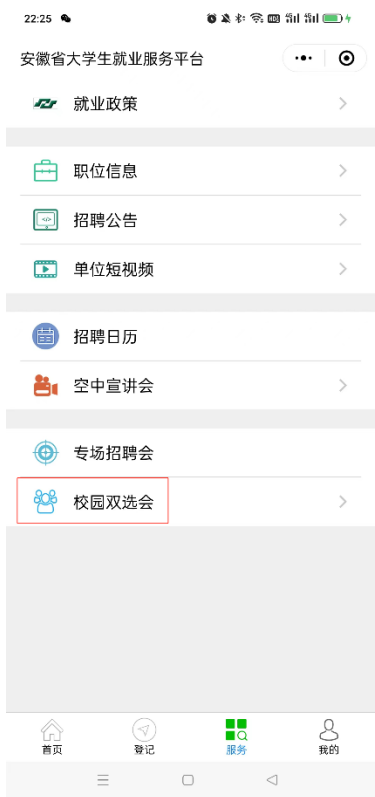 22:25
安徽省大学生就业服务平台
就业政策
职位信息
招聘公告
单位短视频
招聘日历
空中宣讲会
专场招聘会
校园双选会
首页 登记 服务 我的